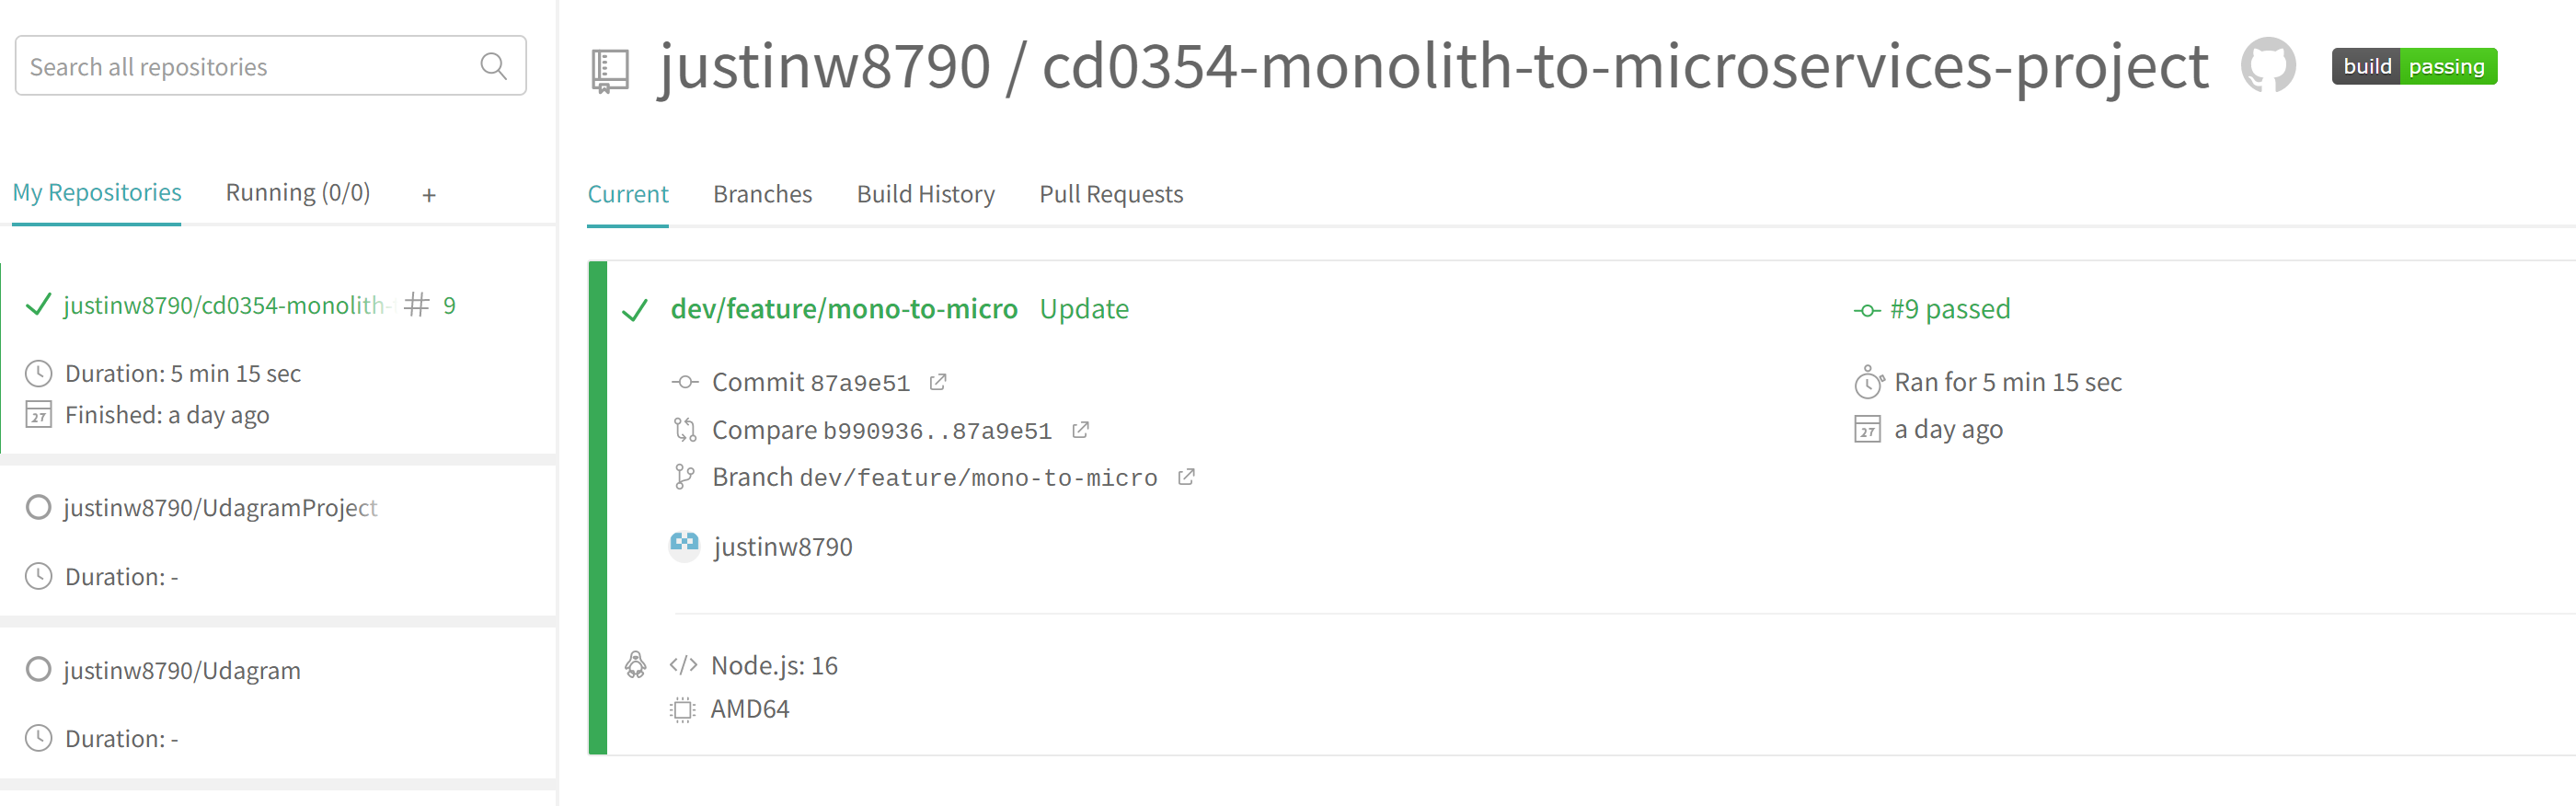 Search all repositories
My Repositories Running (0/0) +
justinw8790/cd0354-monolith- # 9
Duration: 5 min 15 sec
27 Finished: a day ago
justinw8790/UdagramProject
Duration: -
justinw8790/Udagram
Duration: -
justinw8790 / cd0354-monolith-to-microservices-project build passing
Current Branches Build History Pull Requests
dev/feature/mono-to-micro Update
Commit 87a9e51
Compare b990936..87a9e51
Branch dev/feature/mono-to-micro
justinw8790
#9 passed
Ran for 5 min 15 sec
27 a day ago
</> Node.js: 16
AMD64